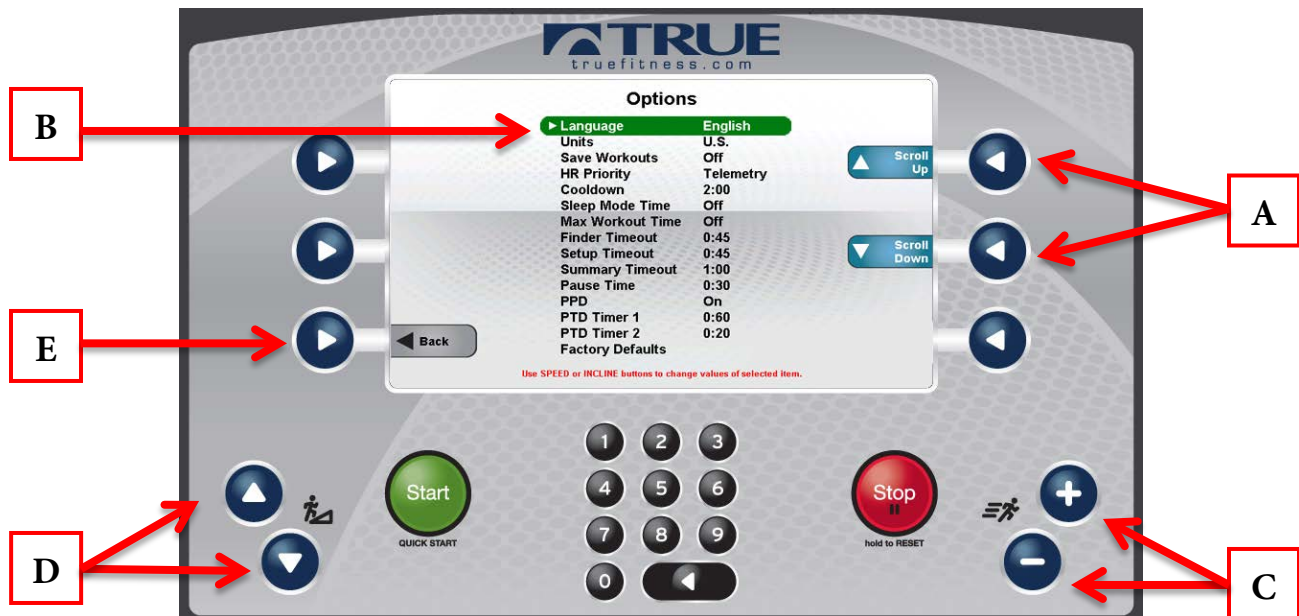 TRUE
truefitness.com
Options
B
Language English
Units U.S.
Save Workouts Off
Scroll Up
HR Priority Telemetry
Cooldown 2:00
Sleep Mode Time Off
A
Max Workout Time Off
Finder Timeout 0:45
Setup Timeout 0:45
Scroll Down
Summary Timeout 1:00
Pause Time 0:30
PPD On
PTD Timer 1 0:60
PTD Timer 2 0:20
E
Back
Factory Defaults
Use SPEED or INCLINE buttons to change values of selected item.
1 2 3
4 5 6
7 8 9
0
Start
QUICK START
Stop
hold to RESET
+
-
D
C